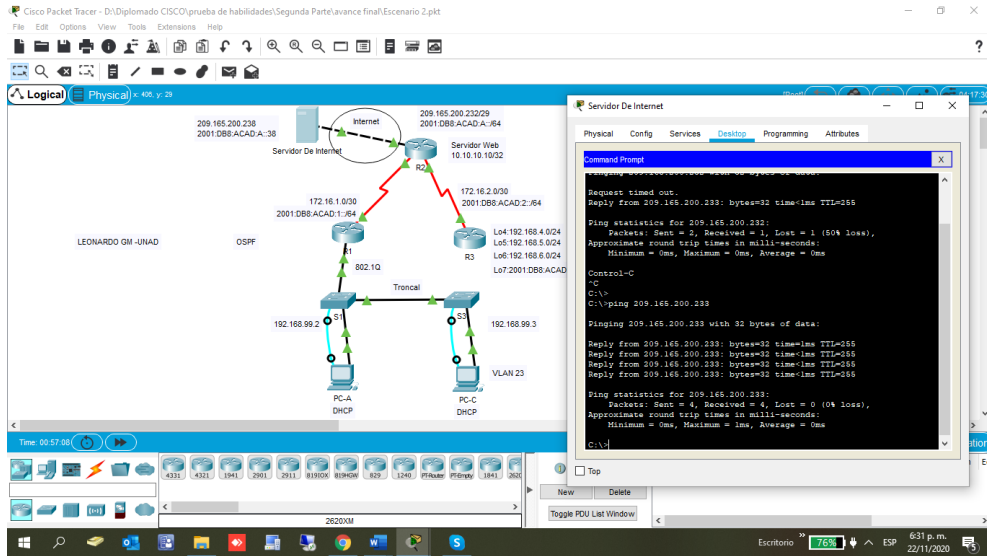 Cisco Packet Tracer - D:\Diplomado CISCO\prueba de habilidades\Segunda Parte\avance final\Escenario 2.pkt
File Edit Options View Tools Extensions Help
?
Logical Physical x: 406, y: 29
[Root] 04:17:30
209.165.200.238
2001:DB8:ACAD:A::38
Internet
209.165.200.232/29
2001:DB8:ACAD:A::/64
Servidor De Internet
Servidor Web
10.10.10.10/32
R2
172.16.1.0/30
2001:DB8:ACAD:1::/64
172.16.2.0/30
2001:DB8:ACAD:2::/64
LEONARDO GM -UNAD
OSPF
R1
R3
Lo4:192.168.4.0/24
Lo5:192.168.5.0/24
Lo6:192.168.6.0/24
Lo7:2001:DB8:ACAD
802.1Q
Troncal
S1
S3
192.168.99.2
192.168.99.3
VLAN 23
PC-A
DHCP
PC-C
DHCP
Servidor De Internet
Physical Config Services Desktop Programming Attributes
Command Prompt X
Request timed out.
Reply from 209.165.200.233: bytes=32 time<1ms TTL=255
Ping statistics for 209.165.200.232:
Packets: Sent = 2, Received = 1, Lost = 1 (50% loss),
Approximate round trip times in milli-seconds:
Minimum = 0ms, Maximum = 0ms, Average = 0ms
Control-C
^C
C:\>
C:\>ping 209.165.200.233
Pinging 209.165.200.233 with 32 bytes of data:
Reply from 209.165.200.233: bytes=32 time=1ms TTL=255
Reply from 209.165.200.233: bytes=32 time<1ms TTL=255
Reply from 209.165.200.233: bytes=32 time<1ms TTL=255
Reply from 209.165.200.233: bytes=32 time<1ms TTL=255
Ping statistics for 209.165.200.233:
Packets: Sent = 4, Received = 4, Lost = 0 (0% loss),
Approximate round trip times in milli-seconds:
Minimum = 0ms, Maximum = 1ms, Average = 0ms
C:\>
Top
Time: 00:57:08
4331 4321 1941 2901 2911 819IOX 819HGW 829 1240 PT-Router PT-Empty 1841 2620
2620XM
New Delete
Toggle PDU List Window
Escritorio 76% ESP
6:31 p. m.
22/11/2020
5